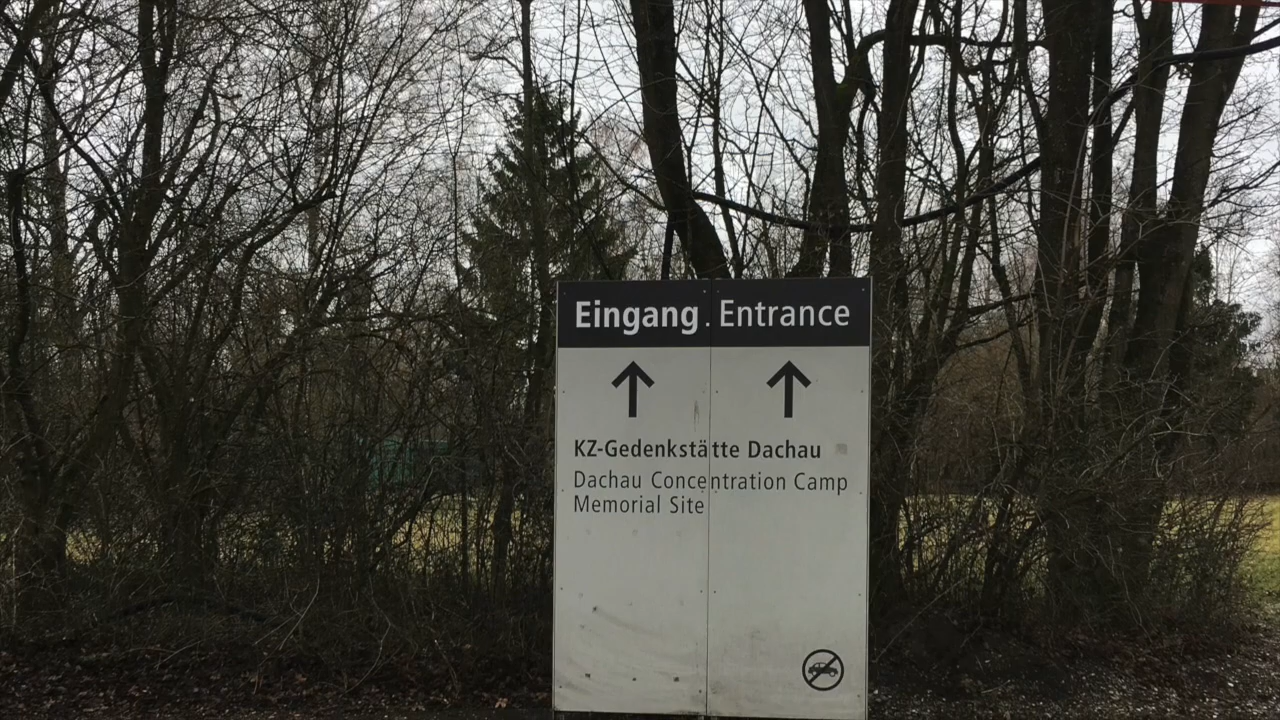 Eingang . Entrance
KZ-Gedenkstätte Dachau
Dachau Concentration Camp
Memorial Site